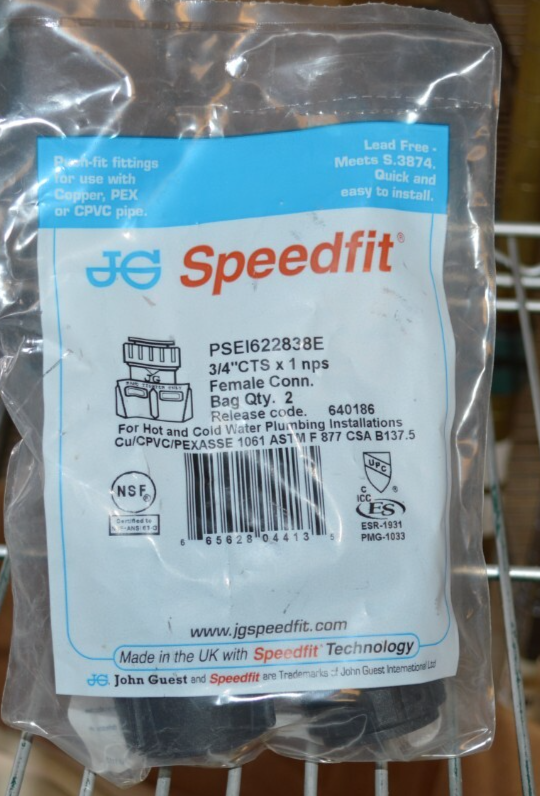 Push-fit fittings
for use with
Copper, PEX
or CPVC pipe.
Lead Free -
Meets S.3874.
Quick and
easy to install.
JG Speedfit®
PSEI622838E
3/4"CTS x 1 nps
Female Conn.
Bag Qty. 2
Release code. 640186
For Hot and Cold Water Plumbing Installations
Cu/CPVC/PEXASSE 1061 ASTM F 877 CSA B137.5
JG
NSF®
Certified to
UPC®
C
ICC
ES
ESR-1931
PMG-1033
6 65628 04413 5
www.jgspeedfit.com
Made in the UK with Speedfit® Technology
JG John Guest and Speedfit are Trademarks of John Guest International Ltd